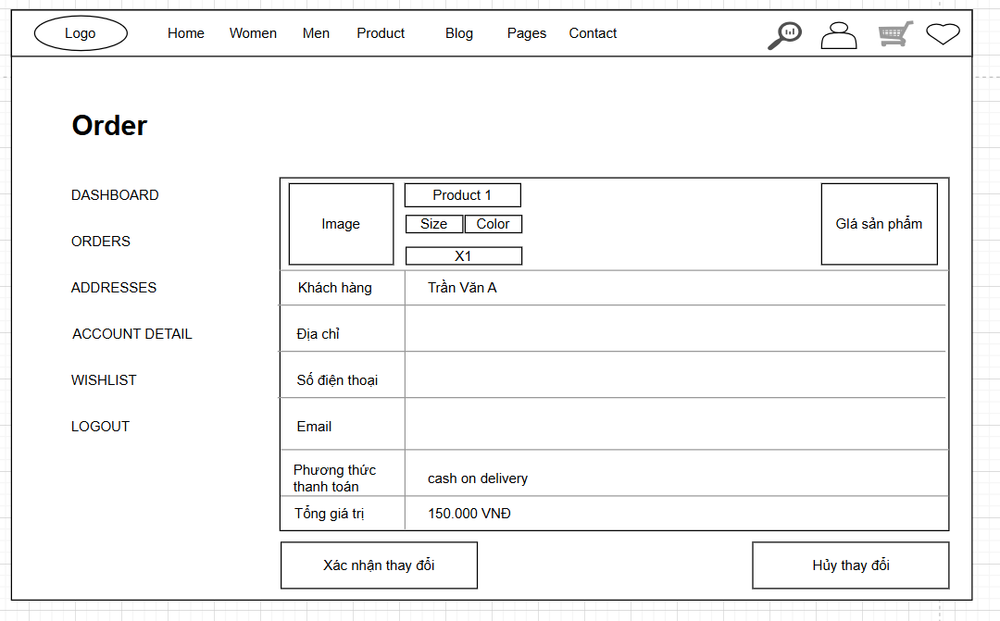 Logo
Home
Women
Men
Product
Blog
Pages
Contact
Order
DASHBOARD
ORDERS
ADDRESSES
ACCOUNT DETAIL
WISHLIST
LOGOUT
Image
Product 1
Size
Color
X1
GIá sản phẩm
Khách hàng
Trần Văn A
Địa chỉ
Số điện thoại
Email
Phương thức
thanh toán
cash on delivery
Tổng giá trị
150.000 VNĐ
Xác nhận thay đổi
Hủy thay đổi